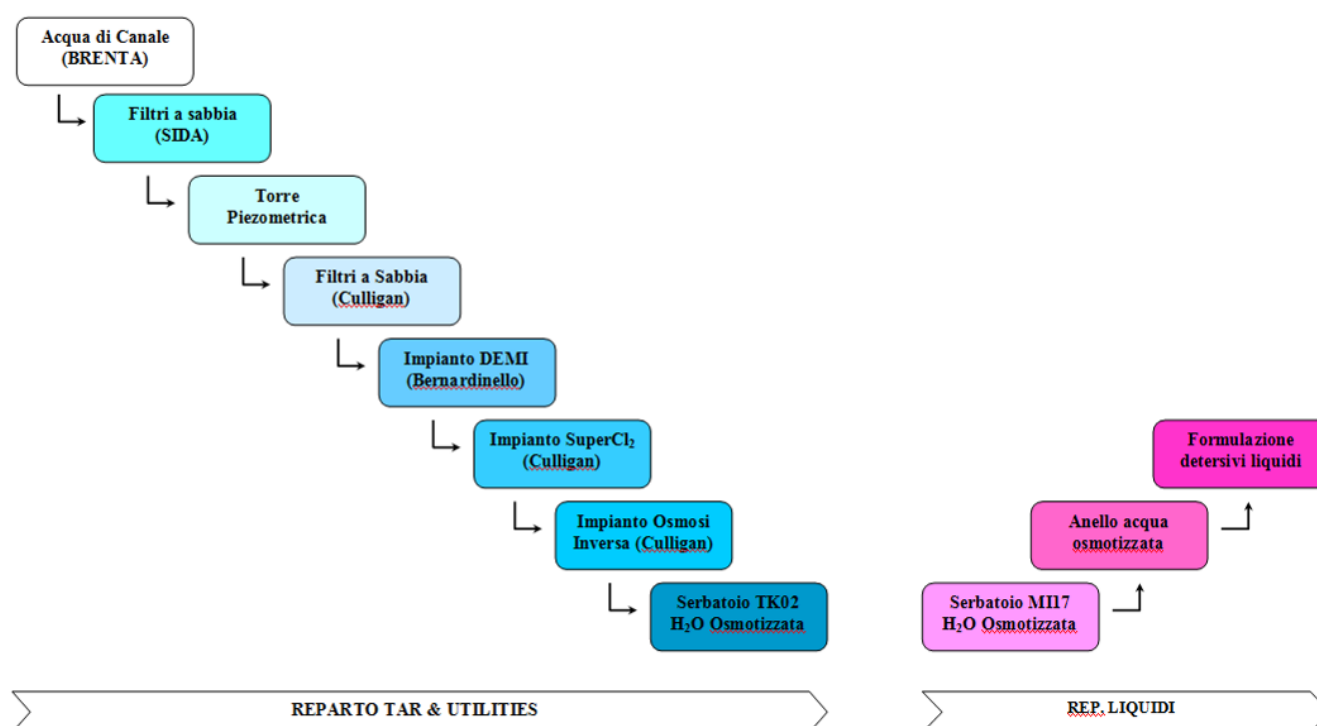 Acqua di Canale
(BRENTA)
Filtri a sabbia
(SIDA)
Torre
Piezometrica
Filtri a Sabbia
(Culligan)
Impianto DEMI
(Bernardinello)
Impianto SuperCl₂
(Culligan)
Impianto Osmosi
Inversa (Culligan)
Serbatoio TK02
H₂O Osmotizzata
REPARTO TAR & UTILITIES
Formulazione
detersivi liquidi
Anello acqua
osmotizzata
Serbatoio MI17
H₂O Osmotizzata
REP. LIQUIDI